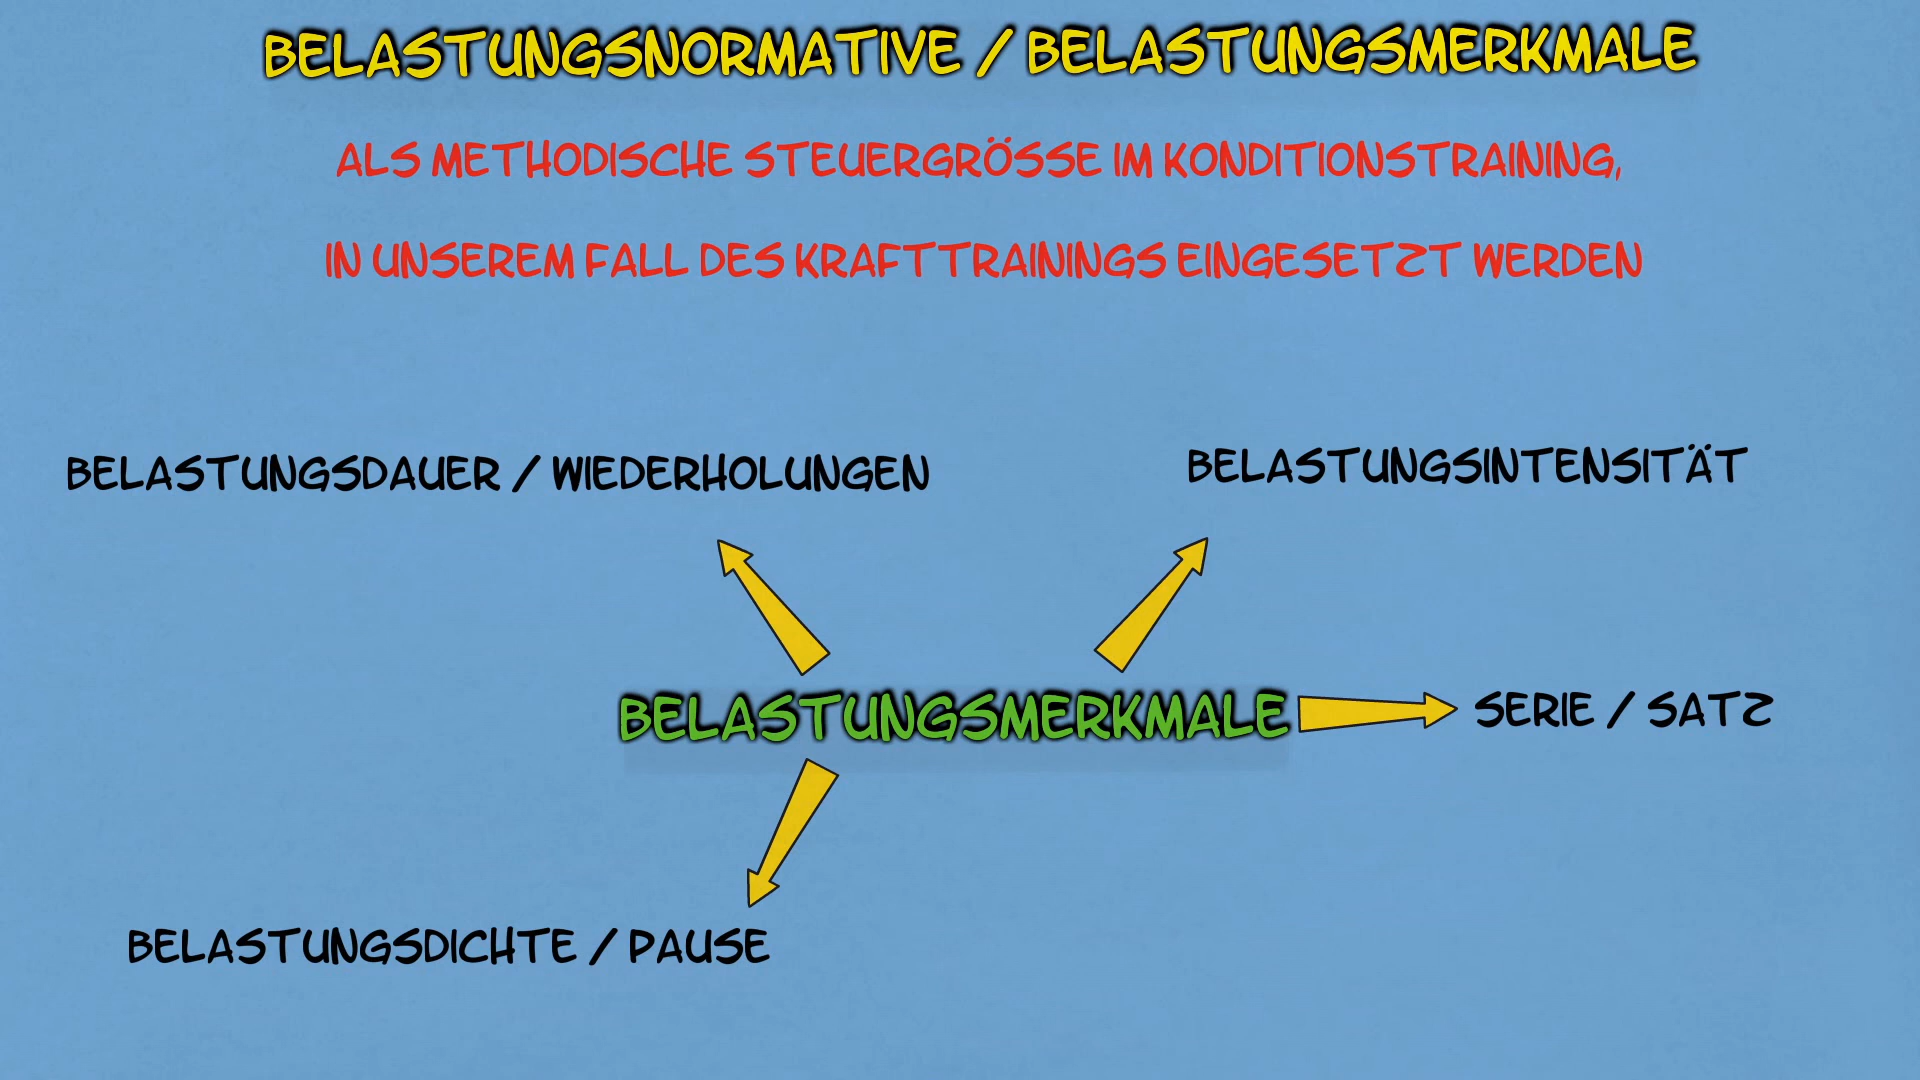 BELASTUNGSNORMATIVE / BELASTUNGSMERKMALE
ALS METHODISCHE STEUERGRÖSSE IM KONDITIONSTRAINING,
IN UNSEREM FALL DES KRAFTTRAININGS EINGESETZT WERDEN
BELASTUNGSDAUER / WIEDERHOLUNGEN
BELASTUNGSINTENSITÄT
BELASTUNGSMERKMALE
SERIE / SATZ
BELASTUNGSDICHTE / PAUSE